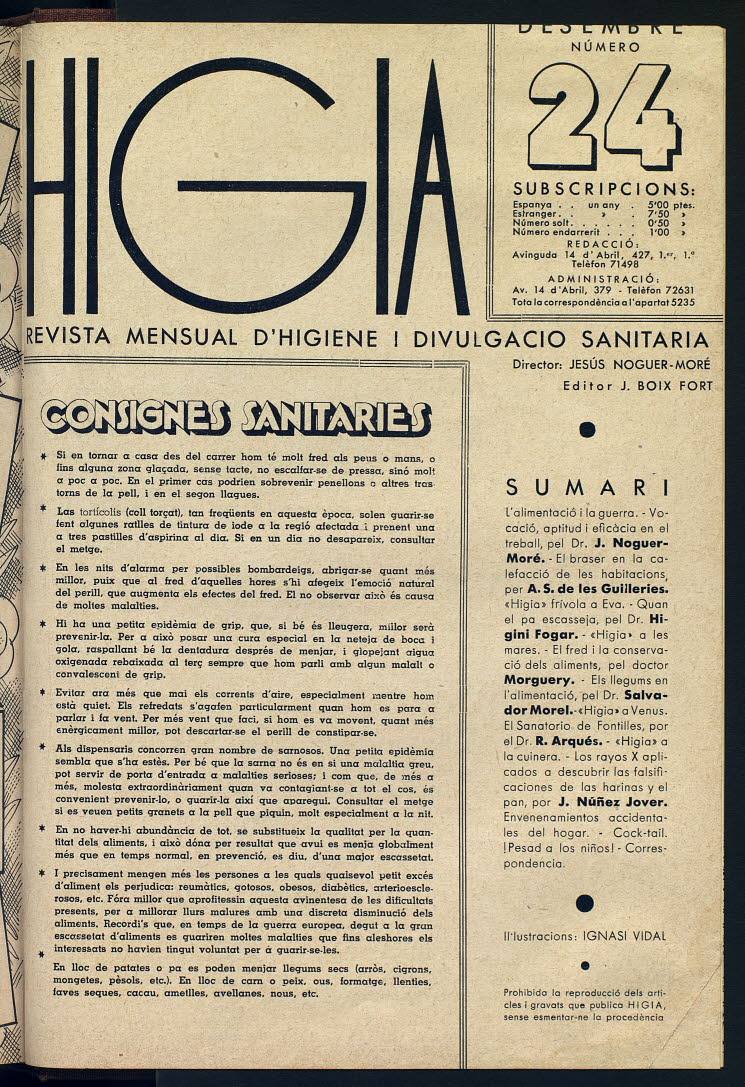 HIGIA
DESEMBRE
NÚMERO
24
SUBSCRIPCIONS:
Espanya . . un any . 5'00 ptes.
Estranger . . » . 7'50 »
Número solt . . . . . . 0'50 »
Número endarrerit . . . 1'00 »
REDACCIÓ:
Avinguda 14 d'Abril, 427, 1.er, 1.º
Telèfon 71498
ADMINISTRACIÓ:
Av. 14 d'Abril, 379 - Telèfon 72631
Tota la correspondència a l'apartat 5235
REVISTA MENSUAL D'HIGIENE I DIVULGACIO SANITARIA
Director: JESÚS NOGUER-MORÉ
Editor J. BOIX FORT
CONSIGNES SANITARIES
* Si en tornar a casa des del carrer hom té molt fred als peus o mans, o
fins alguna zona glaçada, sense tacte, no escalfar-se de pressa, sinó molt
a poc a poc. En el primer cas podrien sobrevenir penellons o altres tras-
torns de la pell, i en el segon llagues.
* Las tortícolis (coll torçat), tan freqüents en aquesta època, solen guarir-se
fent algunes ratlles de tintura de iode a la regió afectada i prenent una
a tres pastilles d'aspirina al dia. Si en un dia no desapareix, consultar
el metge.
* En les nits d'alarma per possibles bombardeigs, abrigar-se quant més
millor, puix que al fred d'aquelles hores s'hi afegeix l'emoció natural
del perill, que augmenta els efectes del fred. El no observar això és causa
de moltes malalties.
* Hi ha una petita epidèmia de grip, que, si bé és lleugera, millor serà
prevenir-la. Per a això posar una cura especial en la neteja de boca i
gola, raspallant bé la dentadura després de menjar, i glopejant aigua
oxigenada rebaixada al terç sempre que hom parli amb algun malalt o
convalescent de grip.
* Evitar ara més que mai els corrents d'aire, especialment mentre hom
està quiet. Els refredats s'agafen particularment quan hom es para a
parlar i fa vent. Per més vent que faci, si hom es va movent, quant més
enèrgicament millor, pot descartar-se el perill de constipar-se.
* Als dispensaris concorren gran nombre de sarnosos. Una petita epidèmia
sembla que s'ha estès. Per bé que la sarna no és en si una malaltia greu,
pot servir de porta d'entrada a malalties serioses; i com que, de més a
més, molesta extraordinàriament quan va contagiant-se a tot el cos, és
convenient prevenir-lo, o guarir-la així que aparegui. Consultar el metge
si es veuen petits granets a la pell que piquin, molt especialment a la nit.
* En no haver-hi abundància de tot, se substitueix la qualitat per la quan-
titat dels aliments, i això dóna per resultat que avui es menja globalment
més que en temps normal, en prevenció, es diu, d'una major escassetat.
* I precisament mengen més les persones a les quals qualsevol petit excés
d'aliment els perjudica: reumàtics, gotosos, obesos, diabètics, arterioescle-
rosos, etc. Fóra millor que aprofitessin aquesta avinentesa de les dificultats
presents, per a millorar llurs malures amb una discreta disminució dels
aliments, Recordi's que, en temps de la guerra europea, degut a la gran
escassetat d'aliments es guariren moltes malalties que fins aleshores els
interessats no havien tingut voluntat per a guarir-se-les.
*
En lloc de patates o pa es poden menjar llegums secs (arròs, cigrons,
mongetes, pèsols, etc.). En lloc de carn o peix, ous, formatge, llenties,
faves seques, cacau, ametlles, avellanes, nous, etc.
SUMARI
L'alimentació i la guerra. - Vo-
cació, aptitud i eficàcia en el
treball, pel Dr. J. Noguer-
Moré. - El braser en la ca-
lefacció de les habitacions,
per A. S. de les Guilleries.
«Higia» frívola a Eva. - Quan
el pa escasseja, pel Dr. Hi-
gini Fogar. - «Higia» a les
mares. - El fred i la conserva-
ció dels aliments, pel doctor
Morguery. - Els llegums en
l'alimentació, pel Dr. Salva-
dor Morel. - «Higia» a Venus.
El Sanatorio de Fontilles, por
el Dr. R. Arqués. - «Higia» a
la cuinera. - Los rayos X apli-
cados a descubrir las falsifi-
caciones de las harinas y el
pan, por J. Núñez Jover.
Envenenamientos accidenta-
les del hogar. - Cock-tail.
!Pesad a los niños! - Corres-
pondencia.
Il'lustracions: IGNASI VIDAL
Prohibida la reproducció dels arti-
cles i gravats que publica HIGIA,
sense esmentar-ne la procedència